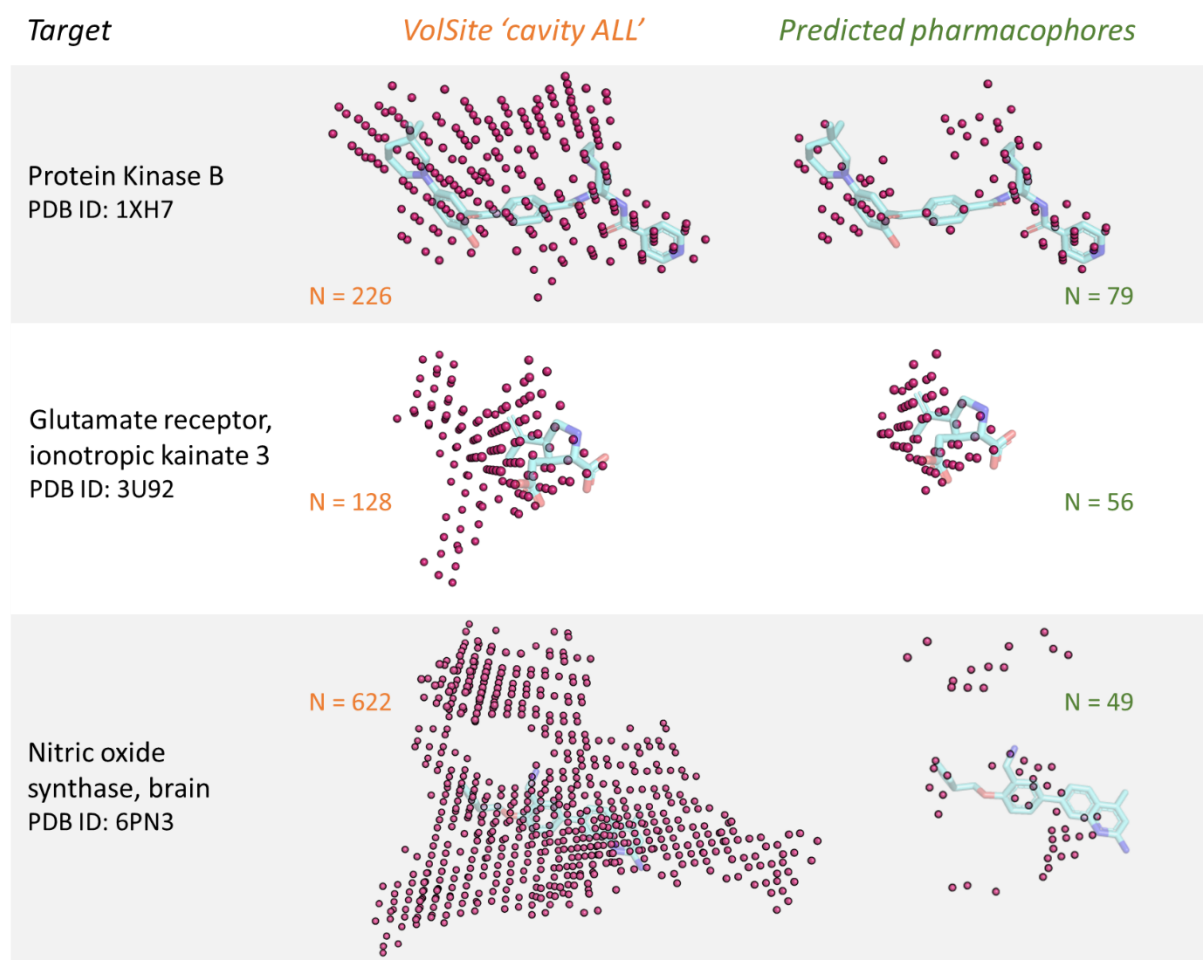 Target VolSite ‘cavity ALL’ Predicted pharmacophores
Protein Kinase B
PDB ID: 1XH7
N = 226 N = 79
Glutamate receptor,
ionotropic kainate 3
PDB ID: 3U92
N = 128 N = 56
N = 622 N = 49
Nitric oxide
synthase, brain
PDB ID: 6PN3